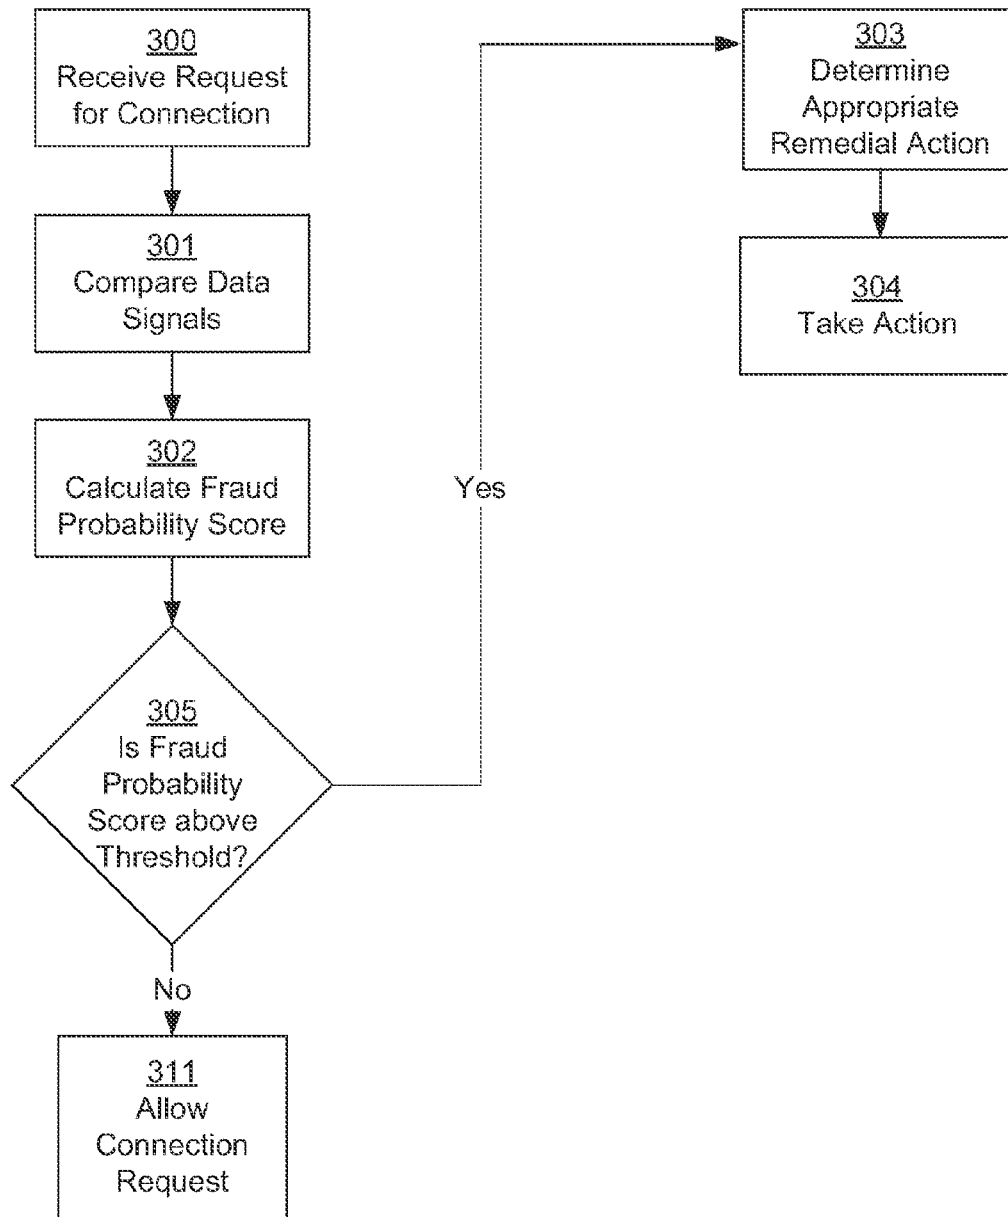 300
Receive Request
for Connection
301
Compare Data
Signals
302
Calculate Fraud
Probability Score
305
Is Fraud
Probability
Score above
Threshold?
No
311
Allow
Connection
Request
Yes
303
Determine
Appropriate
Remedial Action
304
Take Action